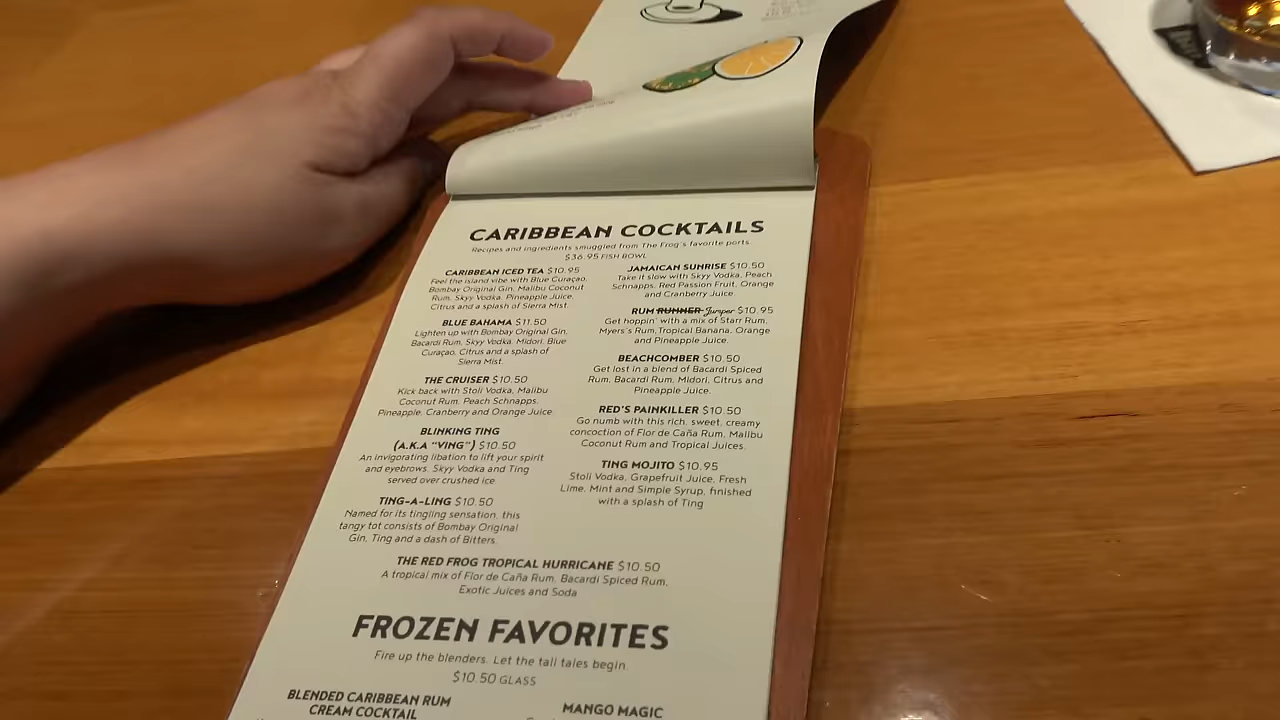 CARIBBEAN COCKTAILS
Recipes and ingredients smuggled from The Frog's favorite ports.
$36.95 FISH BOWL
CARIBBEAN ICED TEA $10.95
Feel the island vibe with Blue Curaçao,
Bombay Original Gin, Malibu Coconut
Rum, Skyy Vodka, Pineapple Juice,
Citrus and a splash of Sierra Mist.
BLUE BAHAMA $11.50
Lighten up with Bombay Original Gin,
Bacardi Rum, Skyy Vodka, Midori, Blue
Curaçao, Citrus and a splash of
Sierra Mist.
THE CRUISER $10.50
Kick back with Stoli Vodka, Malibu
Coconut Rum, Peach Schnapps,
Pineapple, Cranberry and Orange Juice
BLINKING TING
(A.K.A "VING") $10.50
An invigorating libation to lift your spirit
and eyebrows. Skyy Vodka and Ting
served over crushed ice.
TING-A-LING $10.50
Named for its tingling sensation, this
tangy tot consists of Bombay Original
Gin, Ting and a dash of Bitters.
JAMAICAN SUNRISE $10.50
Take it slow with Skyy Vodka, Peach
Schnapps, Red Passion Fruit, Orange
and Cranberry Juice
RUM RUNNER Jumper $10.95
Get hoppin' with a mix of Starr Rum,
Myers's Rum, Tropical Banana, Orange
and Pineapple Juice.
BEACHCOMBER $10.50
Get lost in a blend of Bacardi Spiced
Rum, Bacardi Rum, Midori, Citrus and
Pineapple Juice.
RED'S PAINKILLER $10.50
Go numb with this rich, sweet, creamy
concoction of Flor de Caña Rum, Malibu
Coconut Rum and Tropical Juices.
TING MOJITO $10.95
Stoli Vodka, Grapefruit Juice, Fresh
Lime, Mint and Simple Syrup, finished
with a splash of Ting
THE RED FROG TROPICAL HURRICANE $10.50
A tropical mix of Flor de Caña Rum, Bacardi Spiced Rum,
Exotic Juices and Soda
FROZEN FAVORITES
Fire up the blenders. Let the tall tales begin.
$10.50 GLASS
BLENDED CARIBBEAN RUM
CREAM COCKTAIL
MANGO MAGIC